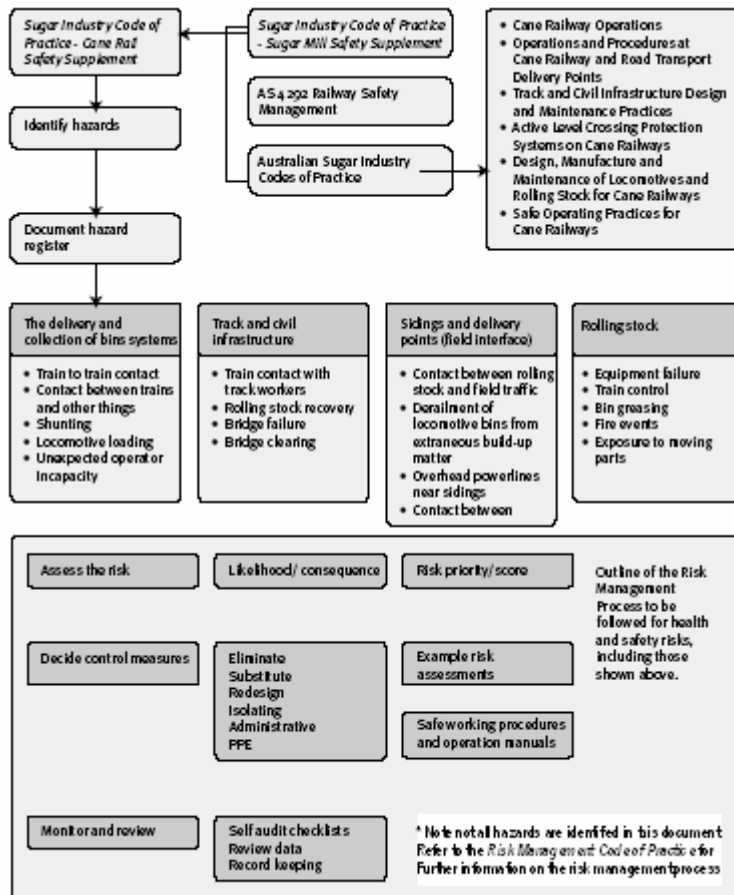 Sugar Industry Code of
Practice - Cane Rail
Safety Supplement
Sugar Industry Code of Practice
- Sugar Mill Safety Supplement
AS 4292 Railway Safety
Management
Australian Sugar Industry
Codes of Practice
• Cane Railway Operations
• Operations and Procedures at
Cane Railway and Road Transport
Delivery Points
• Track and Civil Infrastructure Design
and Maintenance Practices
• Active Level Crossing Protection
Systems on Cane Railways
• Design, Manufacture and
Maintenance of Locomotives and
Rolling Stock for Cane Railways
• Safe Operating Practices for
Cane Railways
Identify hazards
Document hazard
register
The delivery and
collection of bins systems
• Train to train contact
• Contact between trains
and other things
• Shunting
• Locomotive loading
• Unexpected operator
Incapacity
Track and civil
infrastructure
• Train contact with
track workers
• Rolling stock recovery
• Bridge failure
• Bridge clearing
Sidings and delivery
points (field interface)
• Contact between rolling
stock and field traffic
• Derailment of
locomotive bins from
extraneous build-up
matter
• Overhead powerlines
near sidings
• Contact between
Rolling stock
• Equipment failure
• Train control
• Bin greasing
• Fire events
• Exposure to moving
parts
Assess the risk
Likelihood/ consequence
Risk priority/ score
Outline of the Risk
Management
Process to be
followed for health
and safety risks,
including those
shown above.
Decide control measures
Eliminate
Substitute
Redesign
Isolating
Administrative
PPE
Example risk
assessments
Safe working procedures
and operation manuals
Monitor and review
Self audit checklists
Review data
Record keeping
* Note not all hazards are identifed in this document
Refer to the Risk Management Code of Practice for
Further information on the risk management process